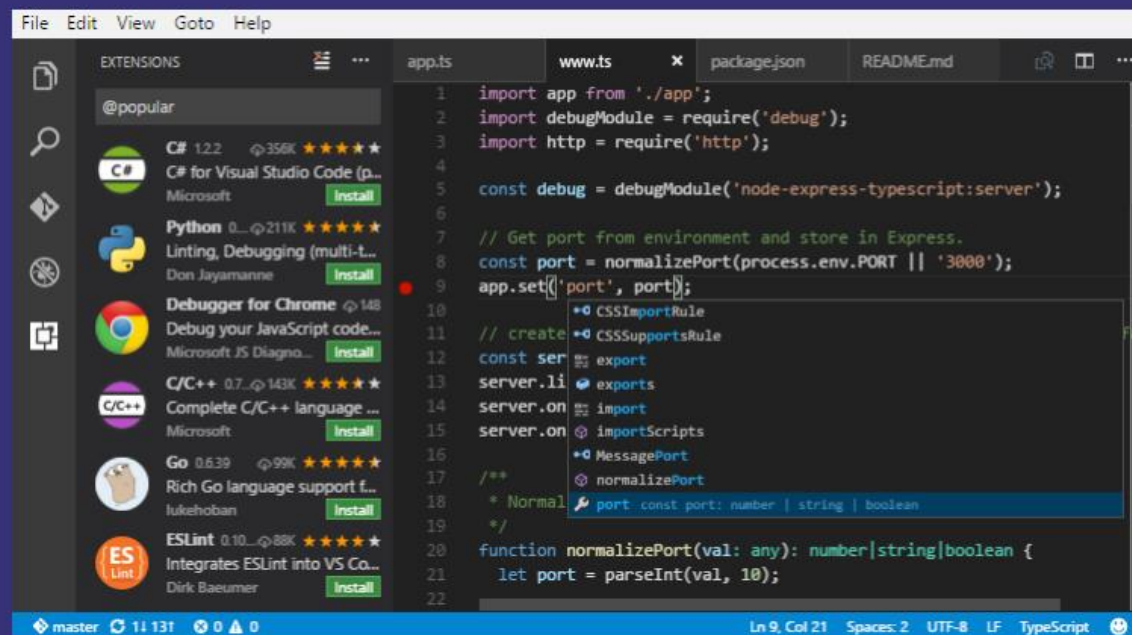 File Edit View Goto Help
EXTENSIONS
@popular
C# 1.2.2 356K
C# for Visual Studio Code (p...
Microsoft Install
Python 0.... 211K
Linting, Debugging (multi-t...
Don Jayamanne Install
Debugger for Chrome 148
Debug your JavaScript code...
Microsoft JS Diagno... Install
C/C++ 0.7... 143K
C/C++
Complete C/C++ language ...
Microsoft Install
Go 0.6.39 99K
Rich Go language support f...
lukehoban Install
ESLint 0.10... 88K
ES Lint
Integrates ESLint into VS Co...
Dirk Baeumer Install
app.ts www.ts package.json README.md
1 import app from './app';
2 import debugModule = require('debug');
3 import http = require('http');
4
5 const debug = debugModule('node-express-typescript:server');
6
7 // Get port from environment and store in Express.
8 const port = normalizePort(process.env.PORT || '3000');
9 app.set('port', port);
10
11 // create
12 const ser
13 server.li
14 server.on
15 server.on
16
17 /**
18 * Normal
19 */
20 function normalizePort(val: any): number|string|boolean {
21 let port = parseInt(val, 10);
22
CSSImportRule
CSSSupportsRule
export
exports
import
importScripts
MessagePort
normalizePort
port const port: number | string | boolean
master 1↓ 13↑ 0 0 Ln 9, Col 21 Spaces: 2 UTF-8 LF TypeScript